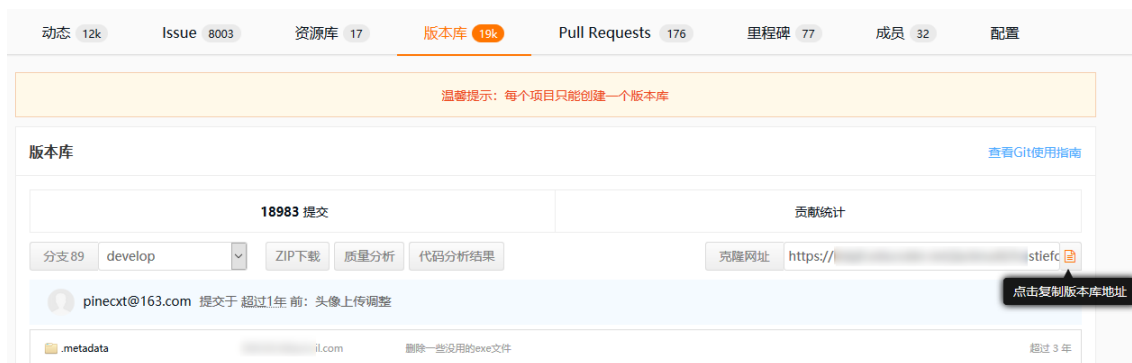 动态 12k Issue 8003 资源库 17 版本库 19k Pull Requests 176 里程碑 77 成员 32 配置
温馨提示：每个项目只能创建一个版本库
版本库 查看Git使用指南
18983 提交 贡献统计
分支 89 develop ZIP下载 质量分析 代码分析结果 克隆网址 https:// stiefc
点击复制版本库地址
pinecxt@163.com 提交于 超过1年 前：头像上传调整
.metadata il.com 删除一些没用的exe文件 超过 3 年